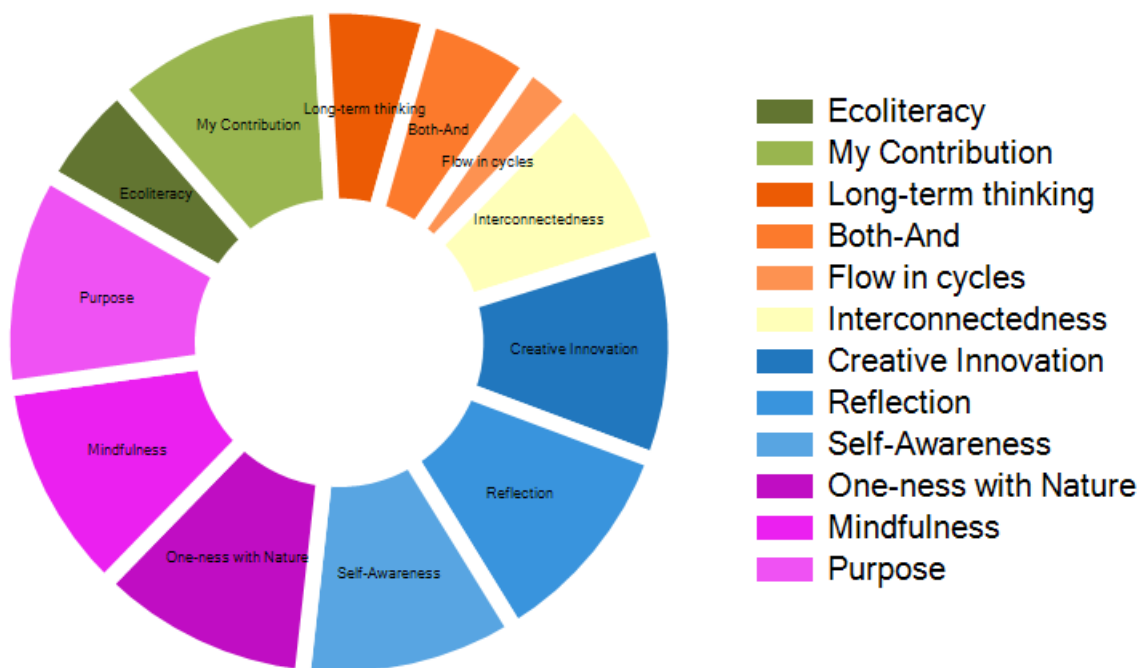 Long-term thinking
Both-And
Flow in cycles
Interconnectedness
Creative Innovation
Reflection
Self-Awareness
One-ness with Nature
Mindfulness
Purpose
Ecoliteracy
My Contribution
Ecoliteracy
My Contribution
Long-term thinking
Both-And
Flow in cycles
Interconnectedness
Creative Innovation
Reflection
Self-Awareness
One-ness with Nature
Mindfulness
Purpose